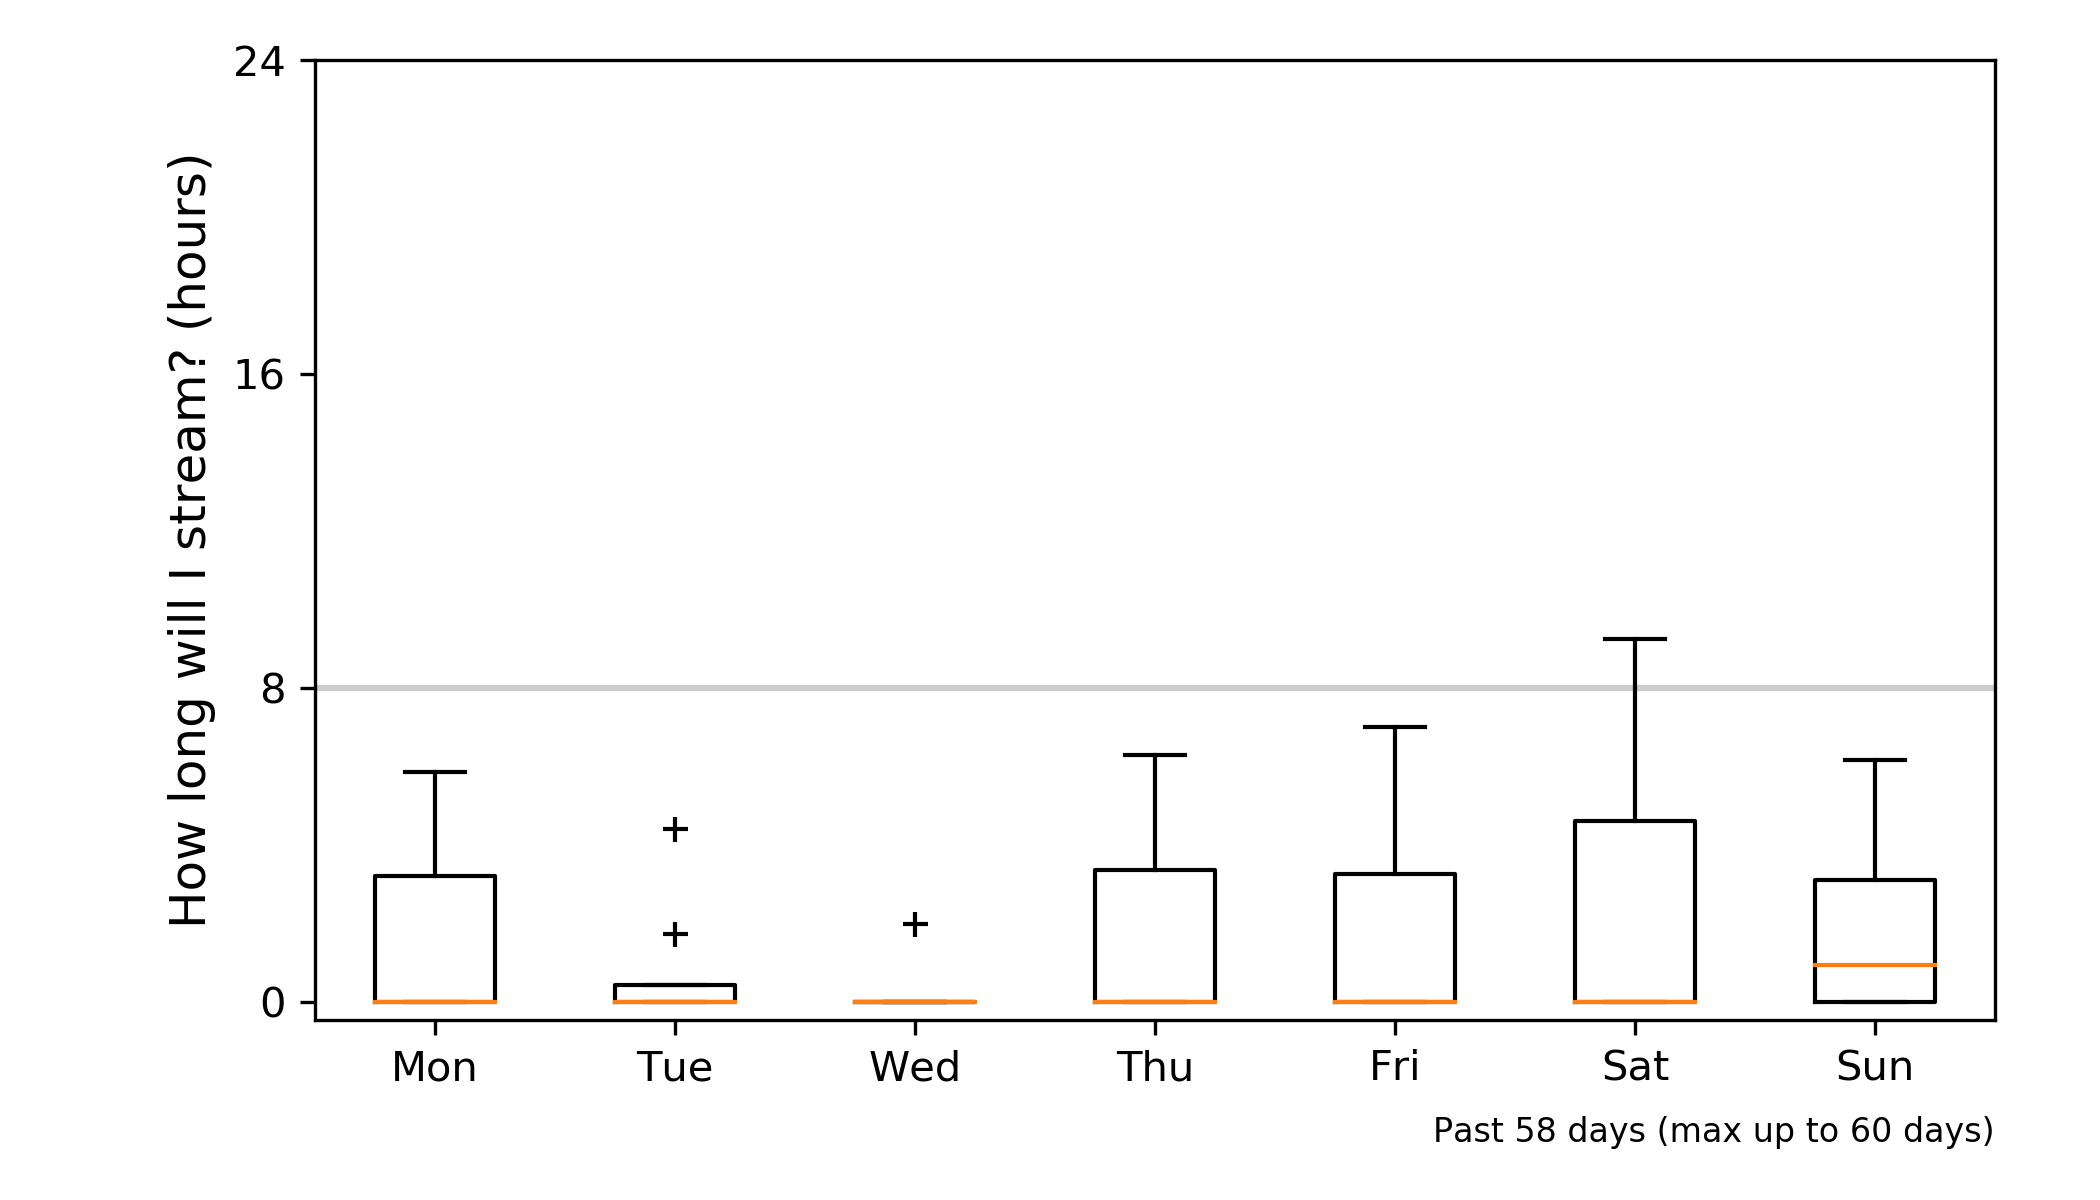 How long will I stream? (hours)
24
16
8
0
Mon Tue Wed Thu Fri Sat Sun
Past 58 days (max up to 60 days)